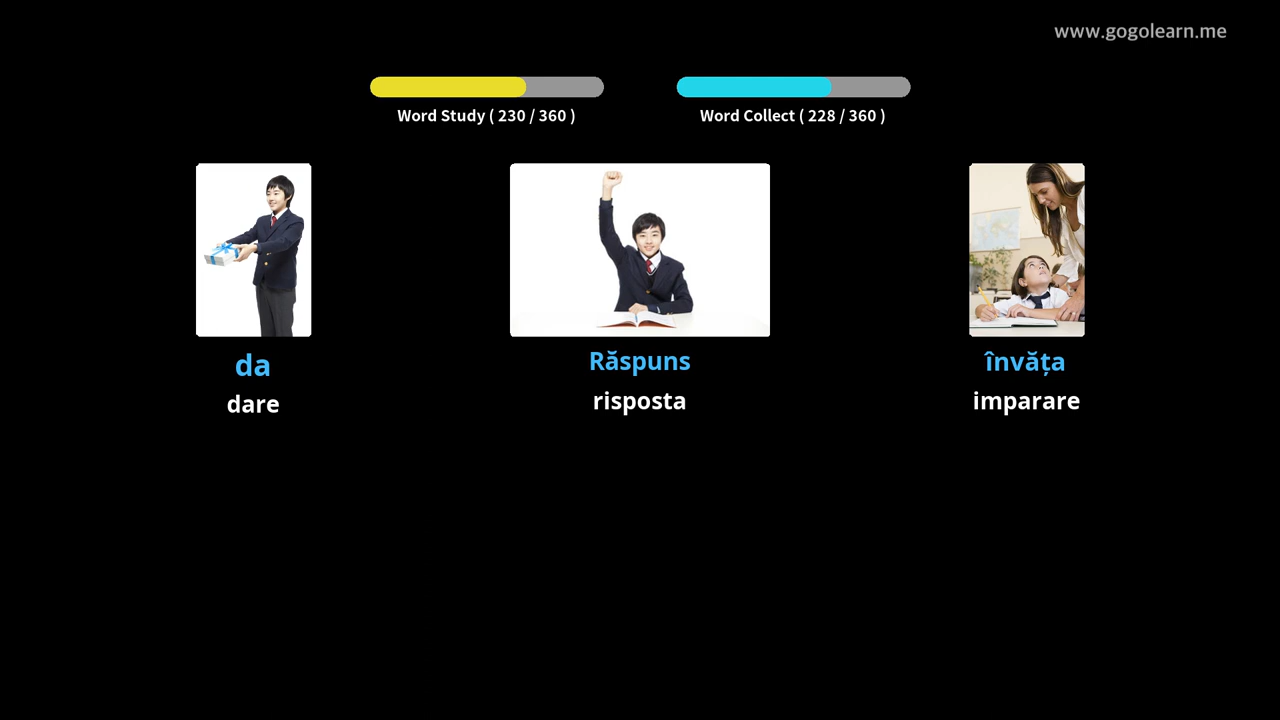 www.gogolearn.me
Word Study ( 230 / 360 )
Word Collect ( 228 / 360 )
da
Răspuns
învăța
dare
risposta
imparare